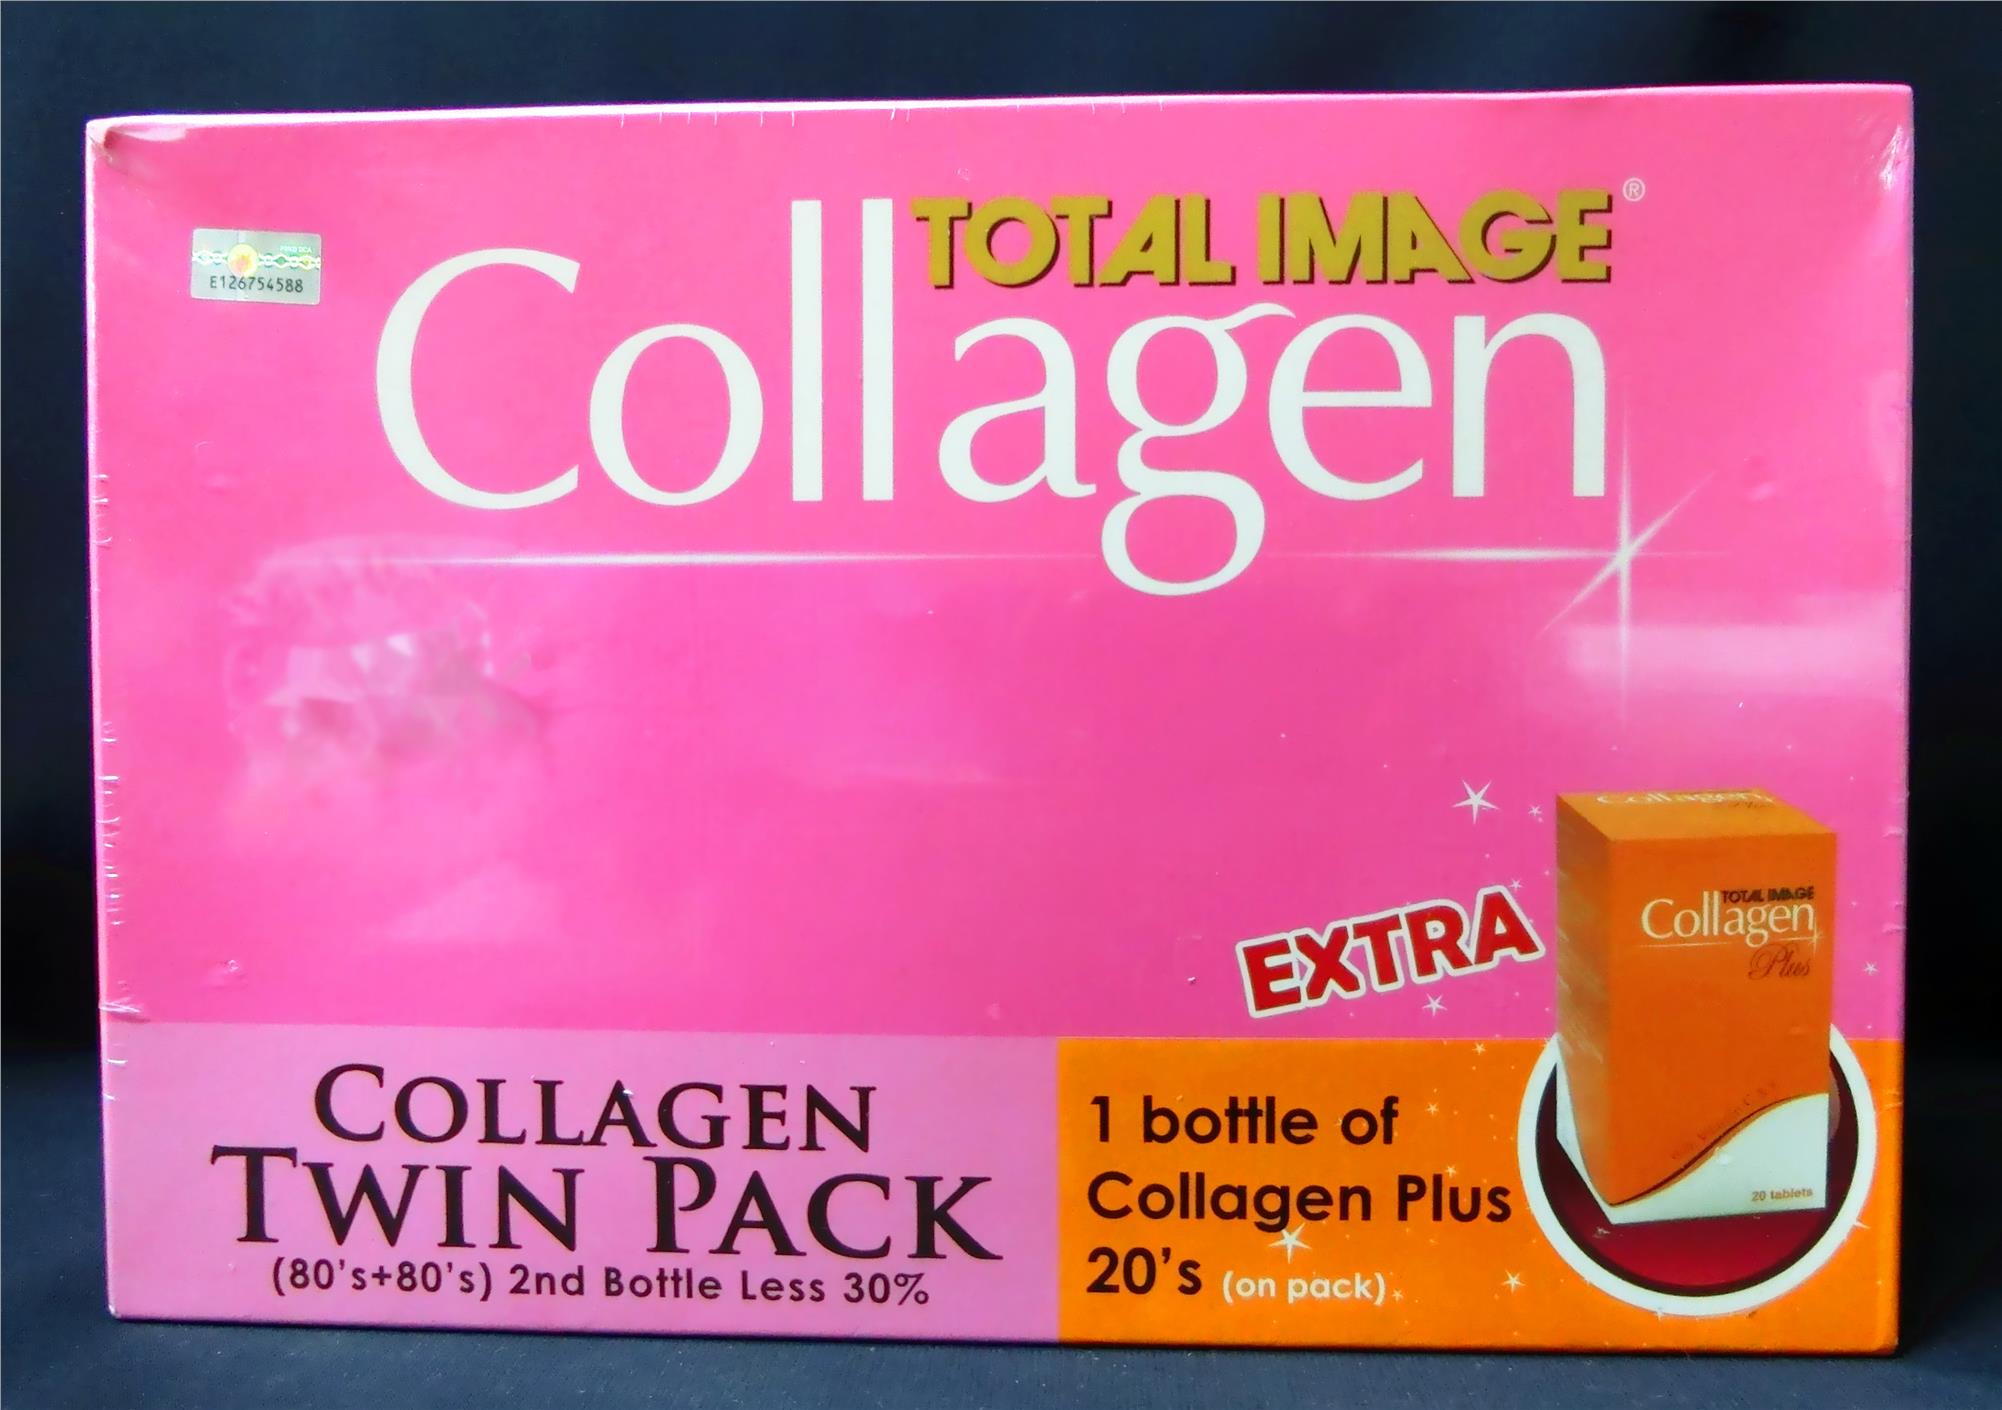 TOTAL IMAGE®
Collagen
E126754588
EXTRA
Collagen
TOTAL IMAGE
Collagen
Plus
20 tablets
COLLAGEN
TWIN PACK
(80's+80's) 2nd Bottle Less 30%
1 bottle of
Collagen Plus
20's (on pack)